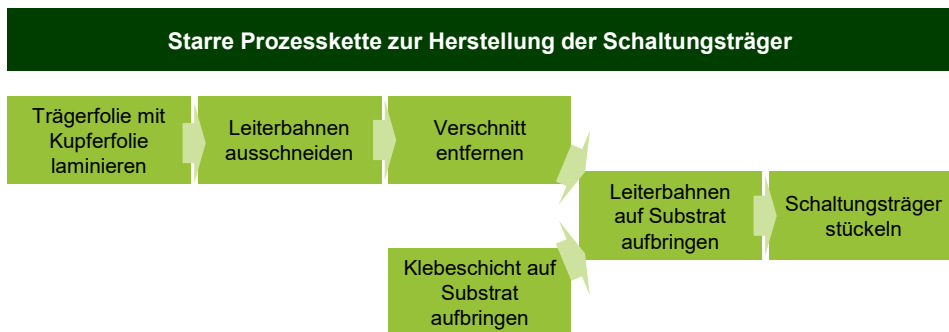 Starre Prozesskette zur Herstellung der Schaltungsträger
Trägerfolie mit
Kupferfolie
laminieren
Leiterbahnen
ausschneiden
Verschnitt
entfernen
Klebeschicht auf
Substrat
aufbringen
Leiterbahnen
auf Substrat
aufbringen
Schaltungsträger
stückeln